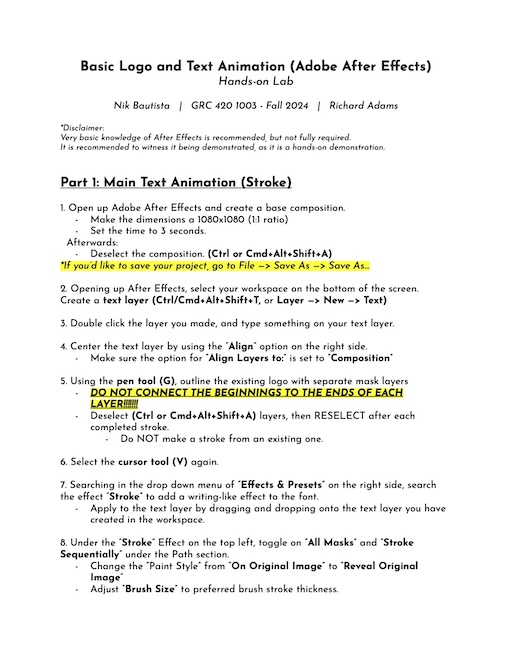 Basic Logo and Text Animation (Adobe After Effects)
Hands-on Lab
Nik Bautista | GRC 420 1003 - Fall 2024 | Richard Adams
*Disclaimer:
Very basic knowledge of After Effects is recommended, but not fully required.
It is recommended to witness it being demonstrated, as it is a hands-on demonstration.
Part 1: Main Text Animation (Stroke)
1. Open up Adobe After Effects and create a base composition.
- Make the dimensions a 1080x1080 (1:1 ratio)
- Set the time to 3 seconds.
Afterwards:
- Deselect the composition. (Ctrl or Cmd+Alt+Shift+A)
*If you'd like to save your project, go to File —> Save As —> Save As...
2. Opening up After Effects, select your workspace on the bottom of the screen.
Create a text layer (Ctrl/Cmd+Alt+Shift+T, or Layer —> New —> Text)
3. Double click the layer you made, and type something on your text layer.
4. Center the text layer by using the "Align" option on the right side.
- Make sure the option for "Align Layers to:" is set to "Composition"
5. Using the pen tool (G), outline the existing logo with separate mask layers
- DO NOT CONNECT THE BEGINNINGS TO THE ENDS OF EACH
LAYER!!!!!!!
- Deselect (Ctrl or Cmd+Alt+Shift+A) layers, then RESELECT after each
completed stroke.
- Do NOT make a stroke from an existing one.
6. Select the cursor tool (V) again.
7. Searching in the drop down menu of "Effects & Presets" on the right side, search
the effect "Stroke" to add a writing-like effect to the font.
- Apply to the text layer by dragging and dropping onto the text layer you have
created in the workspace.
8. Under the "Stroke" Effect on the top left, toggle on "All Masks" and "Stroke
Sequentially" under the Path section.
- Change the "Paint Style" from "On Original Image" to "Reveal Original
Image"
- Adjust "Brush Size" to preferred brush stroke thickness.